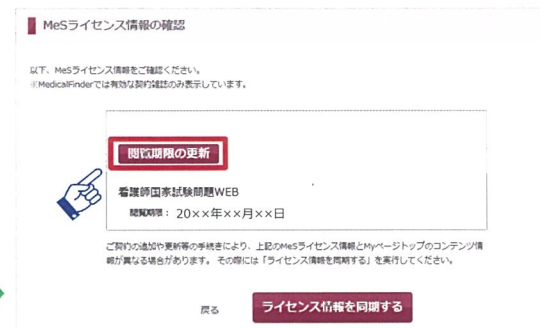 MeSライセンス情報の確認
以下、MeSライセンス情報をご確認ください。
※MedicalFinderでは有効な契約雑誌のみ表示しています。
閲覧期限の更新
看護師国家試験問題WEB
閲覧期限： 20××年××月××日
ご契約の追加や更新等の手続きにより、上記のMeSライセンス情報とMyページトップのコンテンツ情
報が異なる場合があります。 その際には「ライセンス情報を同期する」を実行してください。
戻る
ライセンス情報を同期する